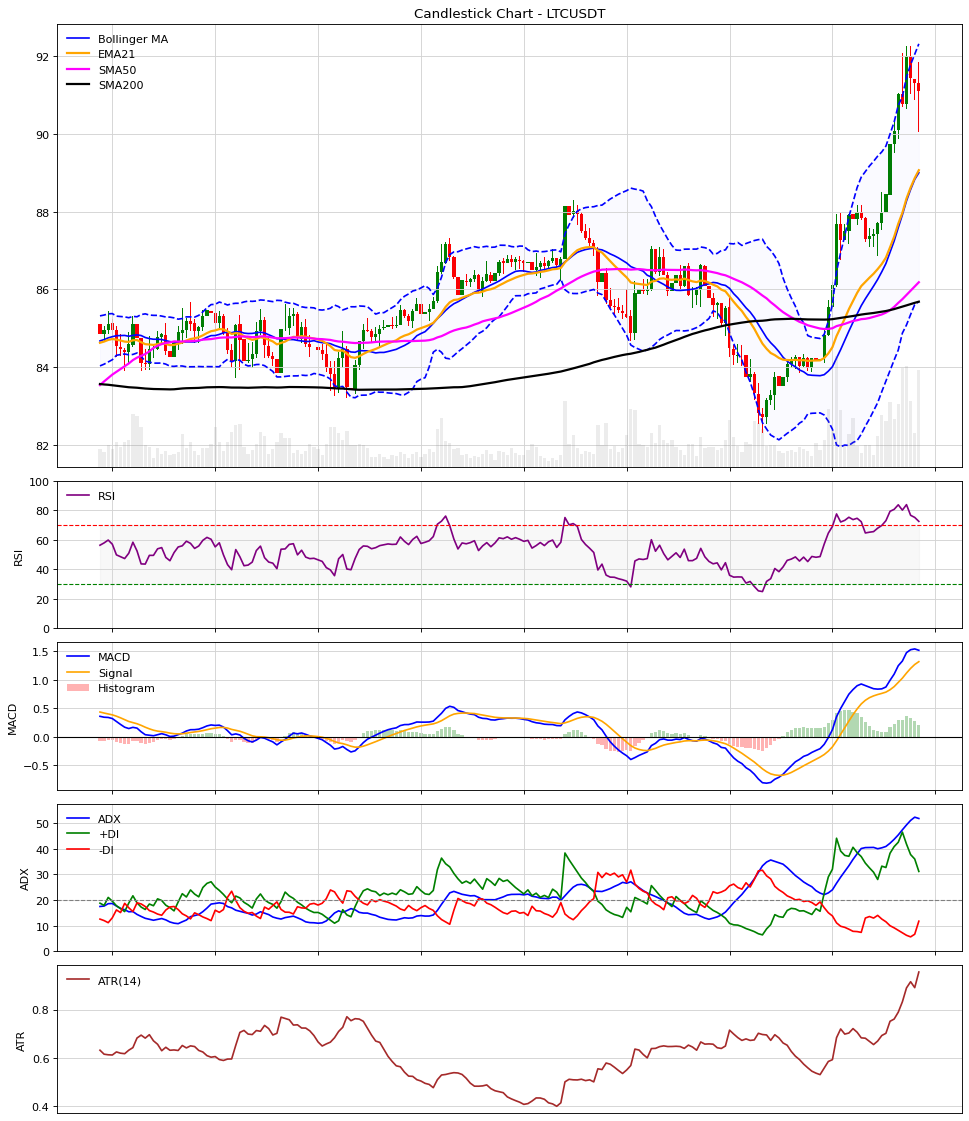 Candlestick Chart - LTCUSDT
Bollinger MA
EMA21
SMA50
SMA200
92
90
88
86
84
82
RSI
100
80
60
40
20
0
RSI
MACD
Signal
Histogram
1.5
1.0
0.5
0.0
−0.5
MACD
ADX
+DI
-DI
50
40
30
20
10
0
ADX
ATR(14)
0.8
0.6
0.4
ATR